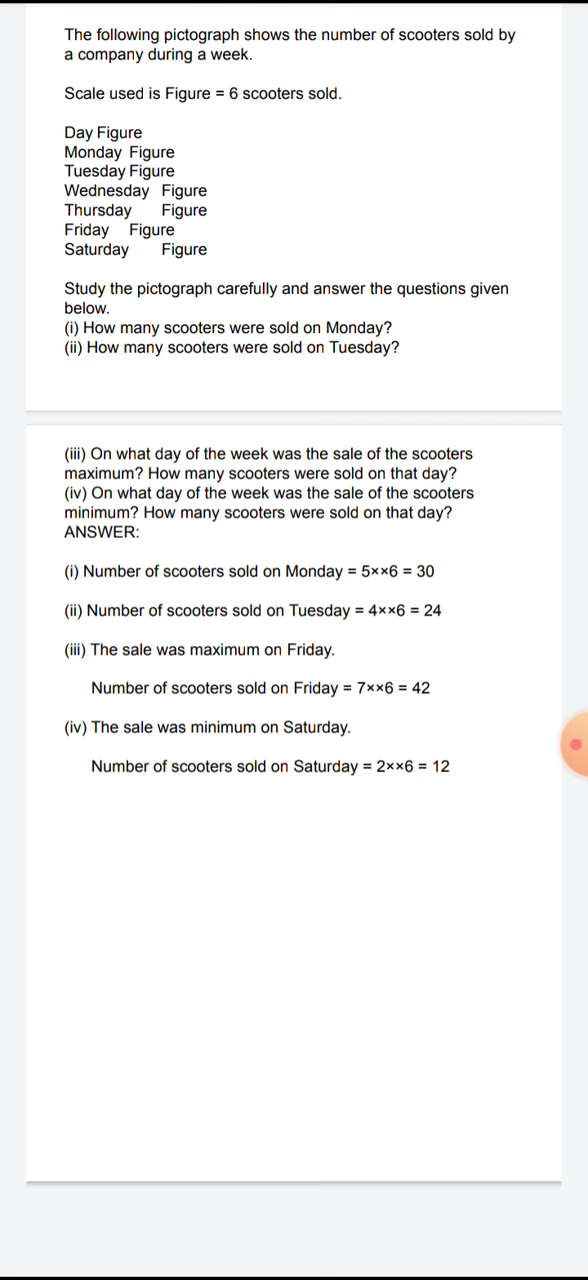 The following pictograph shows the number of scooters sold by
a company during a week.
Scale used is Figure = 6 scooters sold.
Day Figure
Monday Figure
Tuesday Figure
Wednesday Figure
Thursday Figure
Friday Figure
Saturday Figure
Study the pictograph carefully and answer the questions given
below.
(i) How many scooters were sold on Monday?
(ii) How many scooters were sold on Tuesday?
(iii) On what day of the week was the sale of the scooters
maximum? How many scooters were sold on that day?
(iv) On what day of the week was the sale of the scooters
minimum? How many scooters were sold on that day?
ANSWER:
(i) Number of scooters sold on Monday = 5××6 = 30
(ii) Number of scooters sold on Tuesday = 4××6 = 24
(iii) The sale was maximum on Friday.
Number of scooters sold on Friday = 7××6 = 42
(iv) The sale was minimum on Saturday.
Number of scooters sold on Saturday = 2××6 = 12